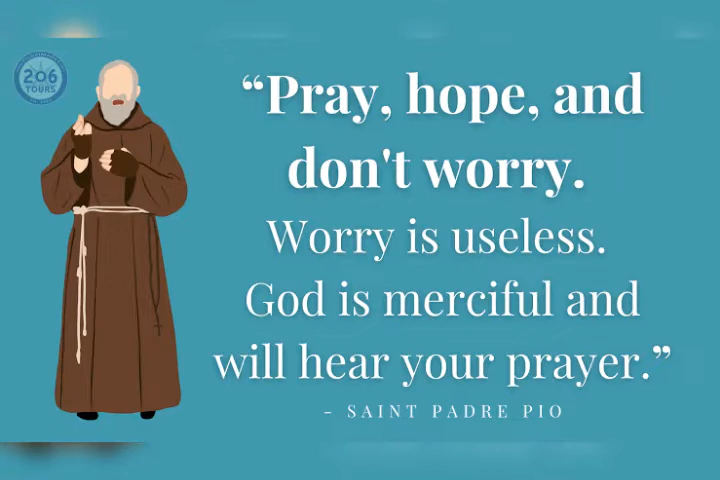 206
TOURS
“Pray, hope, and
don't worry.
Worry is useless.
God is merciful and
will hear your prayer.”
- SAINT PADRE PIO